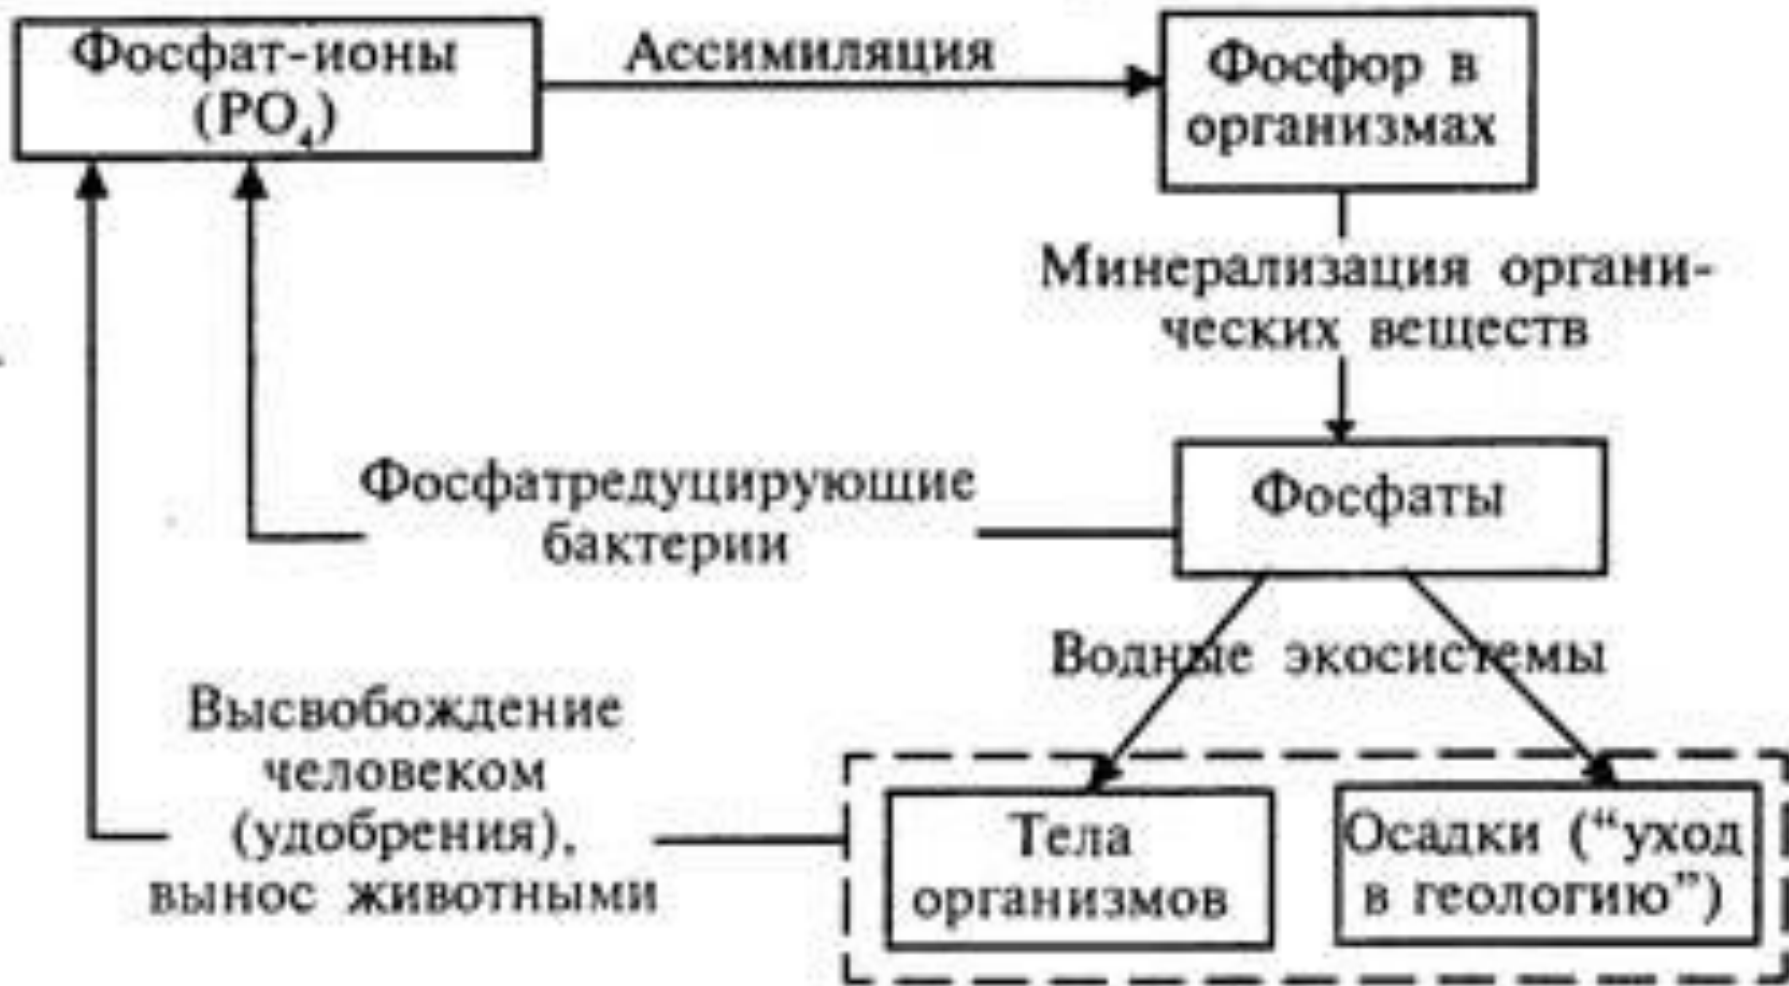 Фосфат-ионы
(PO₄)
Ассимиляция
Фосфор в
организмах
Минерализация органи-
ческих веществ
Фосфатредуцирующие
бактерии
Фосфаты
Водные экосистемы
Высвобождение
человеком
(удобрения),
вынос животными
Тела
организмов
Осадки (“уход
в геологию”)